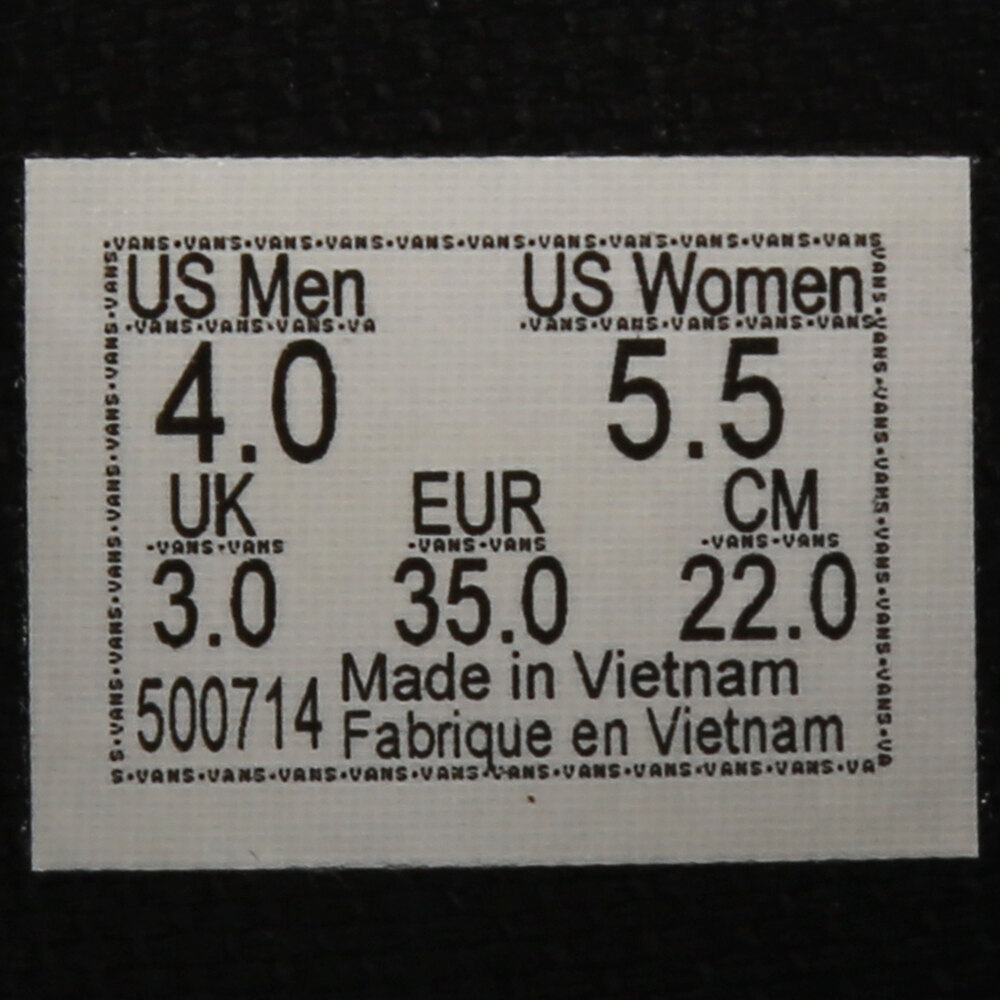 ·VANS·VANS·VANS·VANS·VANS·VANS·VANS·VANS·VANS·VANS·VANS
US Men US Women
·VANS·VANS·VANS·VA ·VANS·VANS·VANS·VANS·VANS
4.0 5.5
UK EUR CM
·VANS·VANS ·VANS·VANS ·VANS·VANS
3.0 35.0 22.0
500714 Made in Vietnam
Fabrique en Vietnam
S·VANS·VANS·VANS·VANS·VANS·VANS·VANS·VANS·VANS·VANS·VA